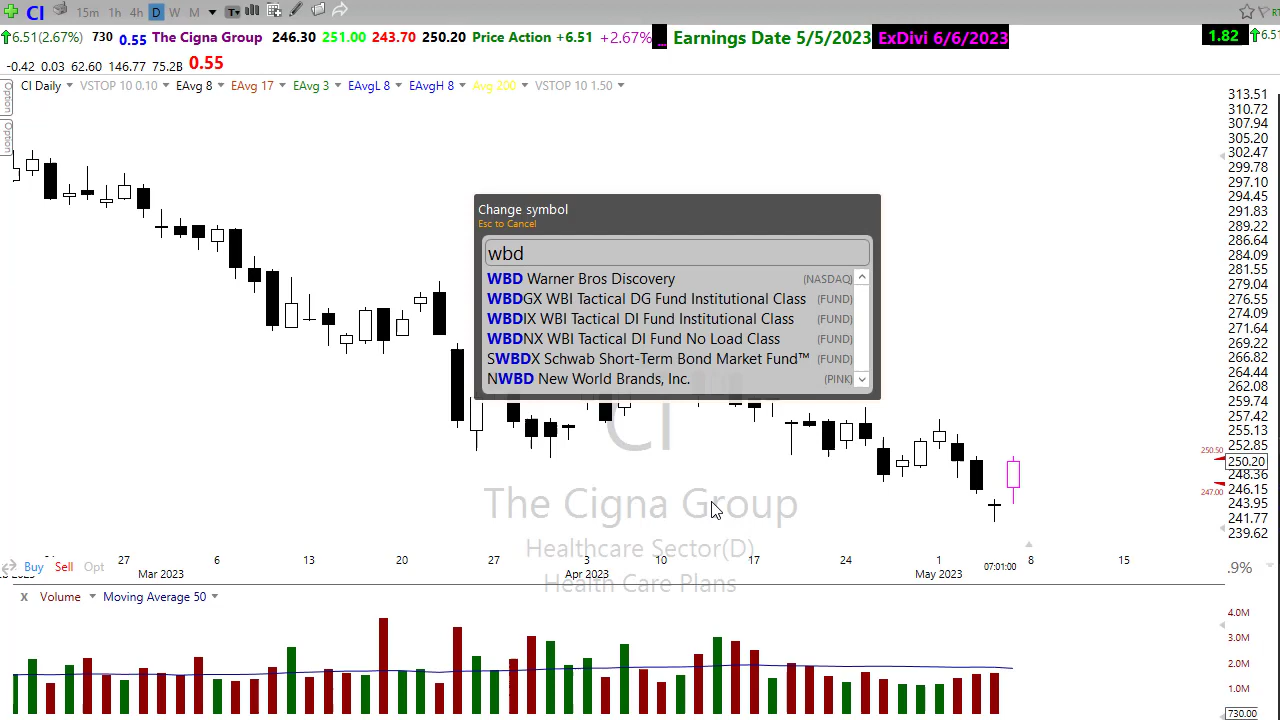 CI 15m 1h 4h D W M T
6.51(2.67%) 730 0.55 The Cigna Group 246.30 251.00 243.70 250.20 Price Action +6.51 +2.67% ... Earnings Date 5/5/2023 ExDivi 6/6/2023 1.82 6.51
-0.42 0.03 62.60 146.77 75.2B 0.55
CI Daily VSTOP 10 0.10 EAvg 8 EAvg 17 EAvg 3 EAvgL 8 EAvgH 8 Avg 200 VSTOP 10 1.50
Option
Option
313.51
310.72
307.94
305.20
302.47
299.78
297.10
294.45
291.83
289.22
286.64
284.09
281.55
279.04
276.55
274.09
271.64
269.22
266.82
264.44
262.08
259.74
257.42
255.13
252.85
250.50
250.20
248.36
247.00
246.15
243.95
241.77
239.62
Change symbol
Esc to Cancel
wbd
WBD Warner Bros Discovery (NASDAQ)
WBDGX WBI Tactical DG Fund Institutional Class (FUND)
WBDIX WBI Tactical DI Fund Institutional Class (FUND)
WBDNX WBI Tactical DI Fund No Load Class (FUND)
SWBDX Schwab Short-Term Bond Market Fund™ (FUND)
NWBD New World Brands, Inc. (PINK)
CI
The Cigna Group
Healthcare Sector(D)
Health Care Plans
27 6 13 20 27 3 10 17 24 1 07:01:00 8 15
Buy Sell Opt
Mar 2023 Apr 2023 May 2023
.9%
x Volume Moving Average 50
4.0M
3.0M
2.0M
1.0M
730.00